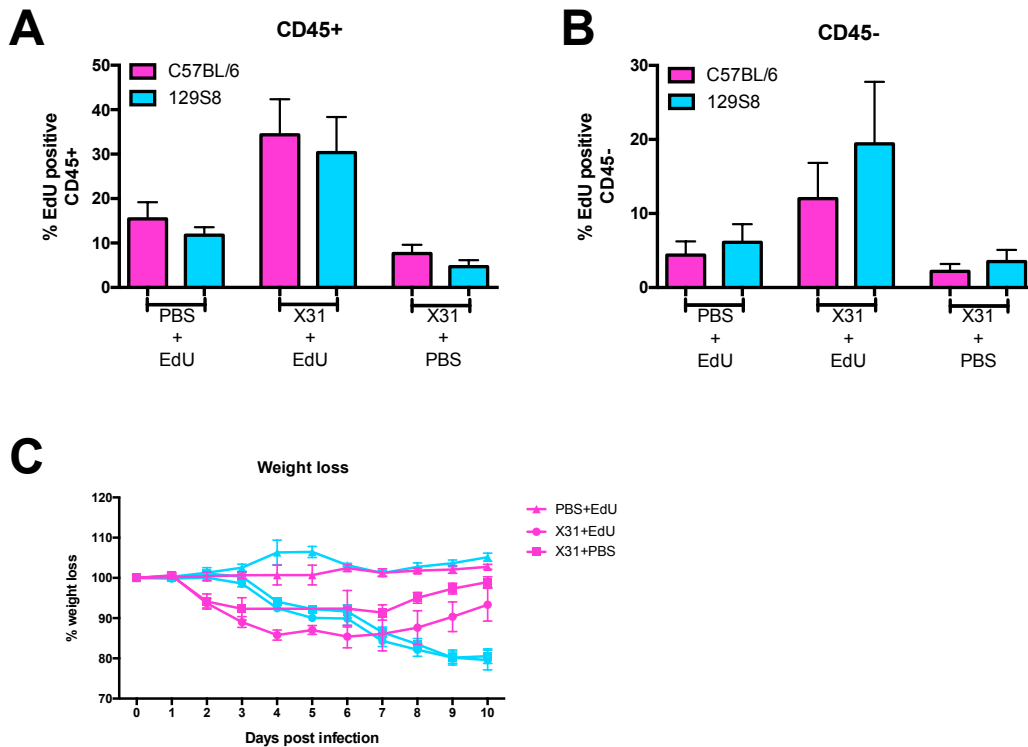 A
CD45+
% EdU positive
CD45+
50
40
30
20
10
0
C57BL/6
129S8
PBS
+
EdU
X31
+
EdU
X31
+
PBS
B
CD45-
% EdU positive
CD45-
30
20
10
0
C57BL/6
129S8
PBS
+
EdU
X31
+
EdU
X31
+
PBS
C
Weight loss
% weight loss
120
110
100
90
80
70
0 1 2 3 4 5 6 7 8 9 10
Days post infection
PBS+EdU
X31+EdU
X31+PBS